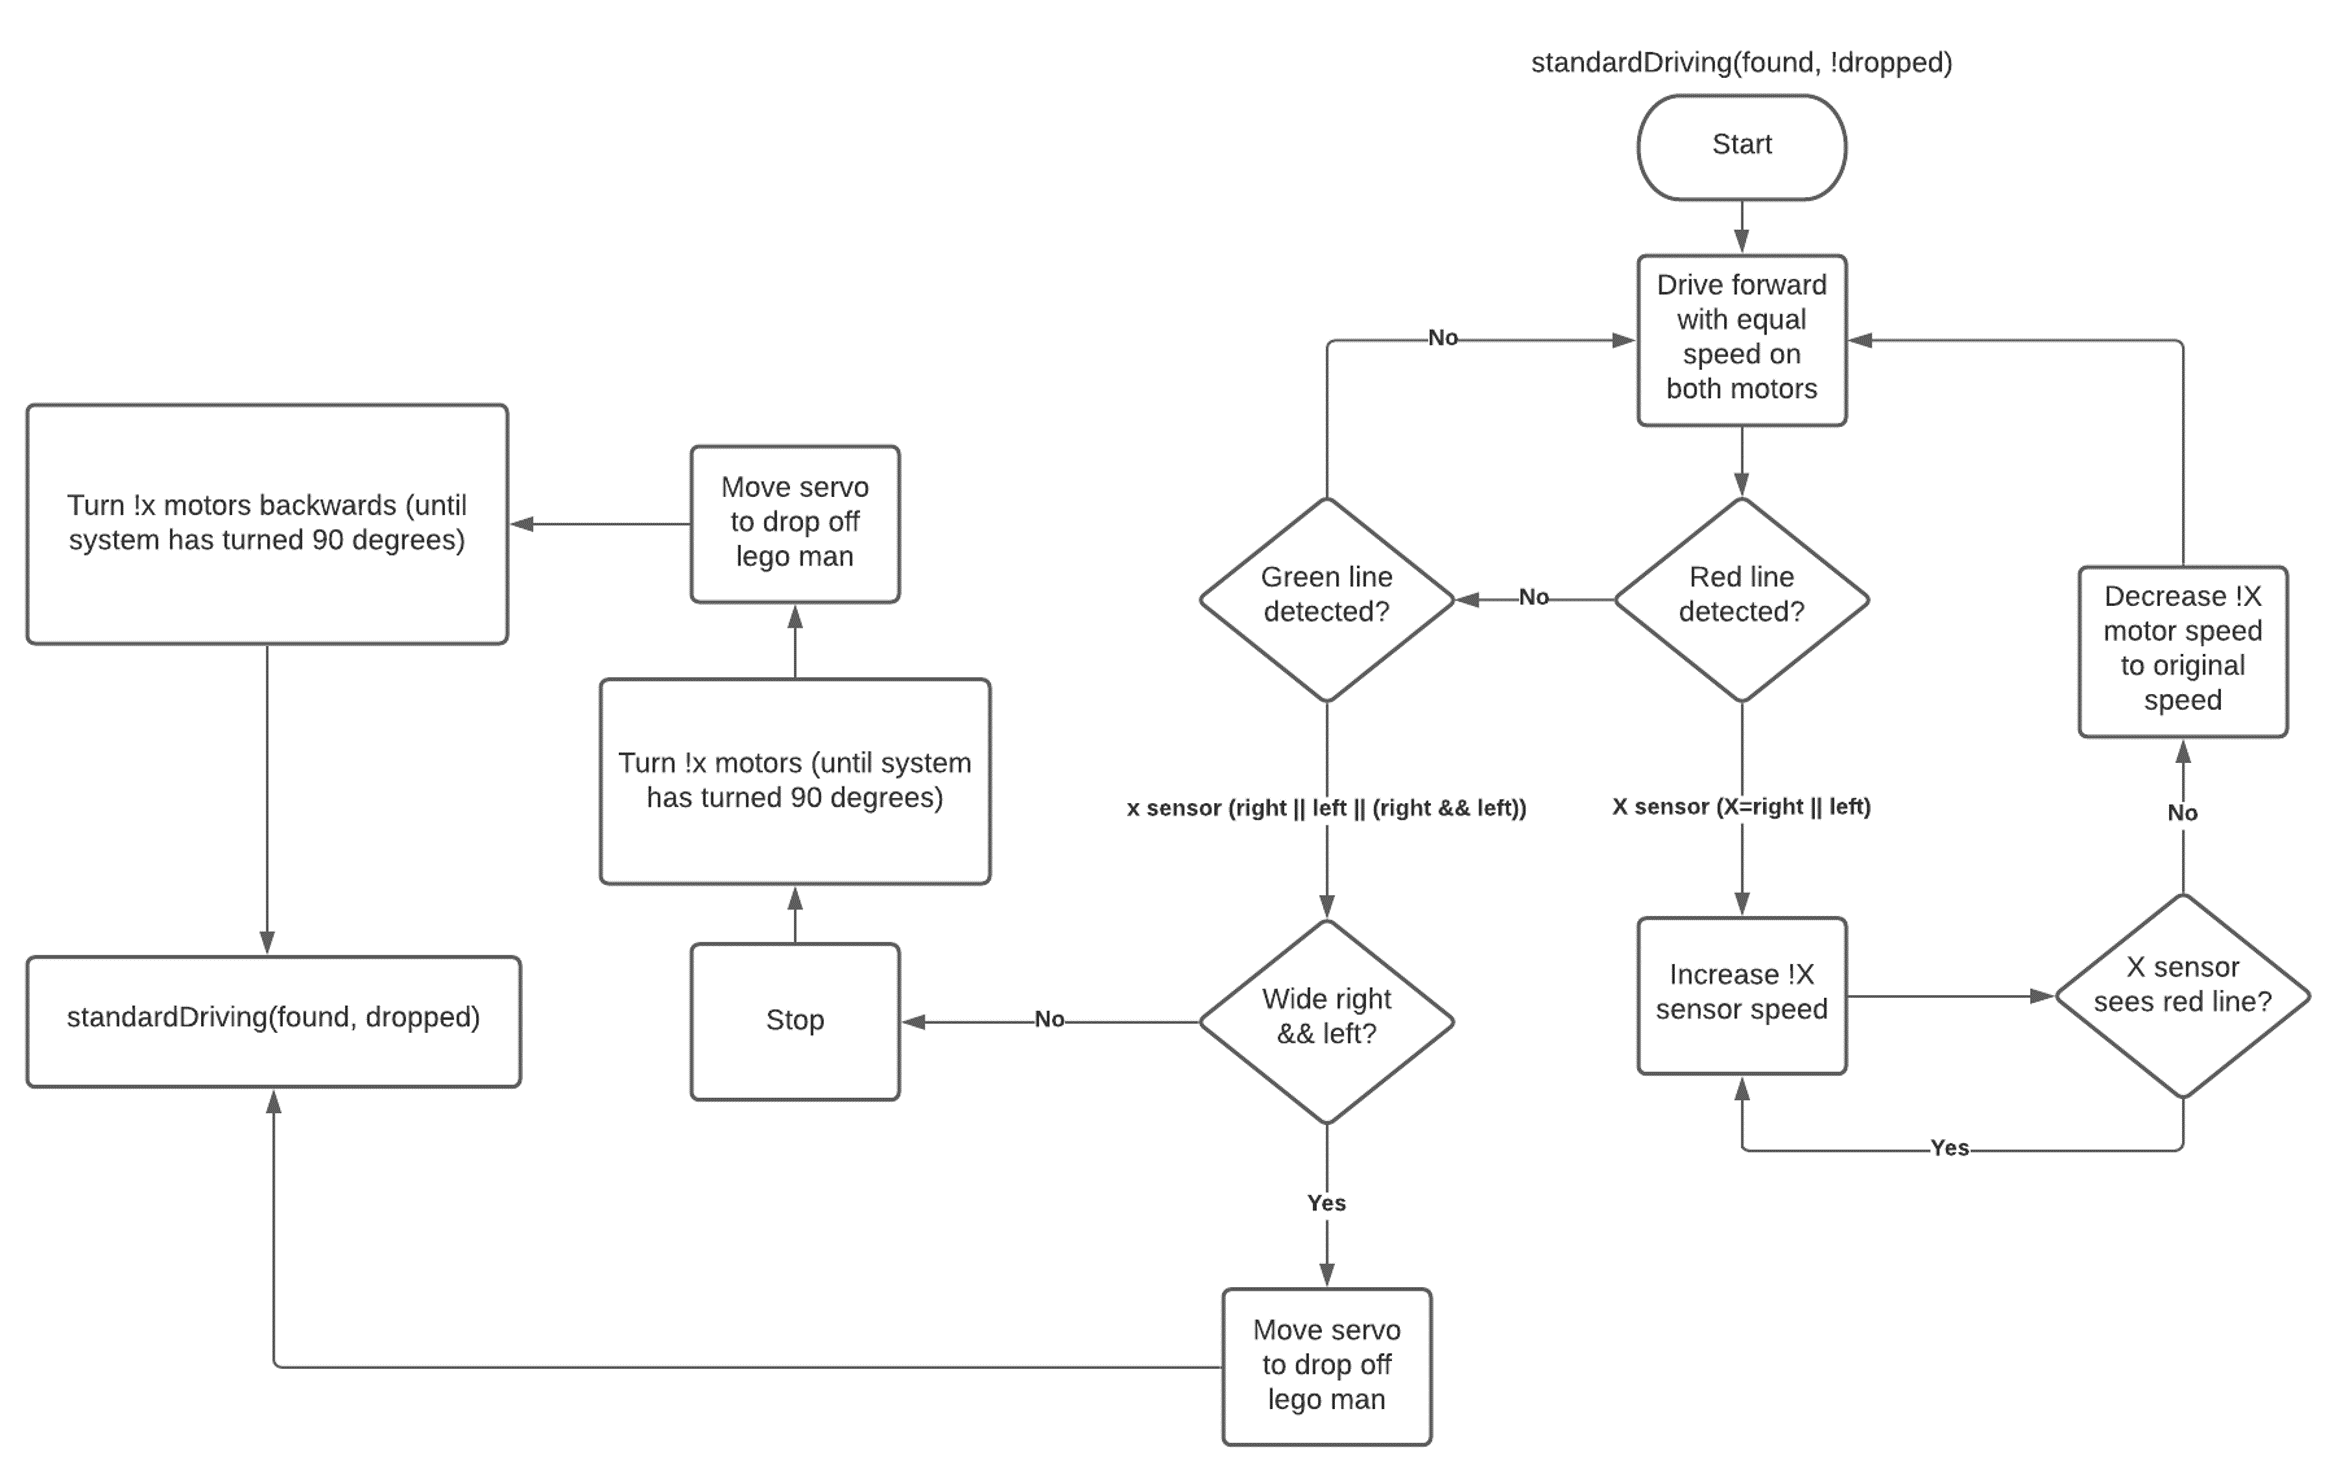 standardDriving(found, !dropped)
Start
Drive forward
with equal
speed on
both motors
No
Red line
detected?
No
Green line
detected?
Decrease !X
motor speed
to original
speed
Move servo
to drop off
lego man
Turn !x motors backwards (until
system has turned 90 degrees)
Turn !x motors (until system
has turned 90 degrees)
x sensor (right || left || (right && left))
X sensor (X=right || left)
No
Increase !X
sensor speed
X sensor
sees red line?
Yes
Wide right
&& left?
No
Stop
standardDriving(found, dropped)
Yes
Move servo
to drop off
lego man